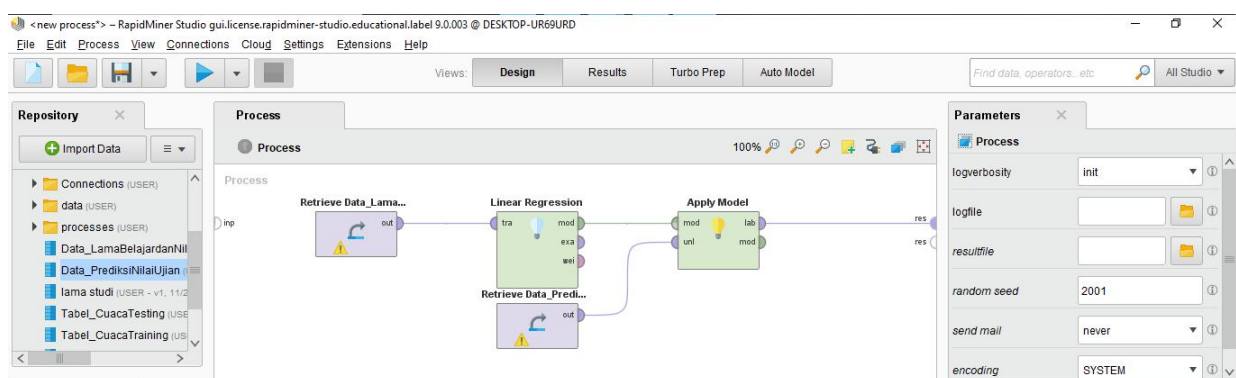 <new process*> – RapidMiner Studio gui.license.rapidminer-studio.educational.label 9.0.003 @ DESKTOP-UR69URD
File Edit Process View Connections Cloud Settings Extensions Help
Views: Design Results Turbo Prep Auto Model
Find data, operators...etc
All Studio
Repository
Import Data
Connections (USER)
data (USER)
processes (USER)
Data_LamaBelajardanNil
Data_PrediksiNilaiUjian
lama studi (USER - v1, 11/2
Tabel_CuacaTesting (USE
Tabel_CuacaTraining (US
Process
Process
100%
Process
inp
Retrieve Data_Lama...
out
Linear Regression
tra mod
exa
wei
Apply Model
mod lab
unl mod
res
res
Retrieve Data_Predi...
out
Parameters
Process
logverbosity init
logfile
resultfile
random seed 2001
send mail never
encoding SYSTEM